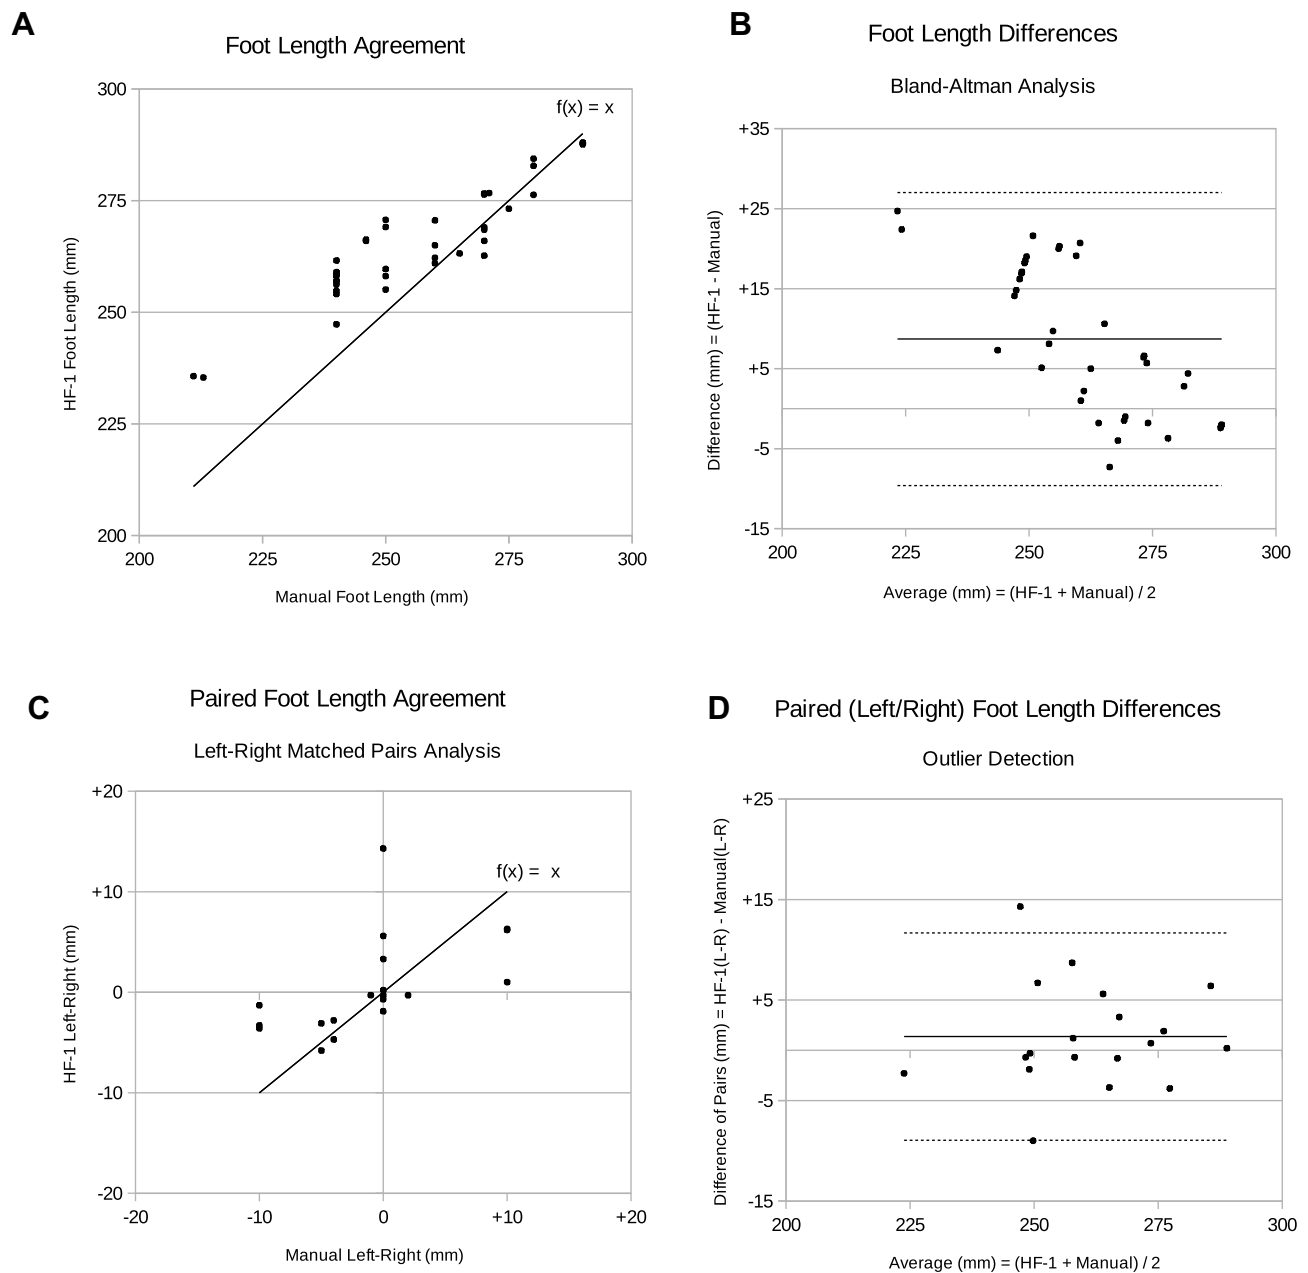 A
Foot Length Agreement
300
f(x) = x
275
250
225
200
200 225 250 275 300
HF-1 Foot Length (mm)
Manual Foot Length (mm)
B
Foot Length Differences
Bland-Altman Analysis
+35
+25
+15
+5
-5
-15
200 225 250 275 300
Difference (mm) = (HF-1 - Manual)
Average (mm) = (HF-1 + Manual) / 2
C
Paired Foot Length Agreement
Left-Right Matched Pairs Analysis
+20
f(x) = x
+10
0
-10
-20
-20 -10 0 +10 +20
HF-1 Left-Right (mm)
Manual Left-Right (mm)
D
Paired (Left/Right) Foot Length Differences
Outlier Detection
+25
+15
+5
-5
-15
200 225 250 275 300
Difference of Pairs (mm) = HF-1(L-R) - Manual(L-R)
Average (mm) = (HF-1 + Manual) / 2